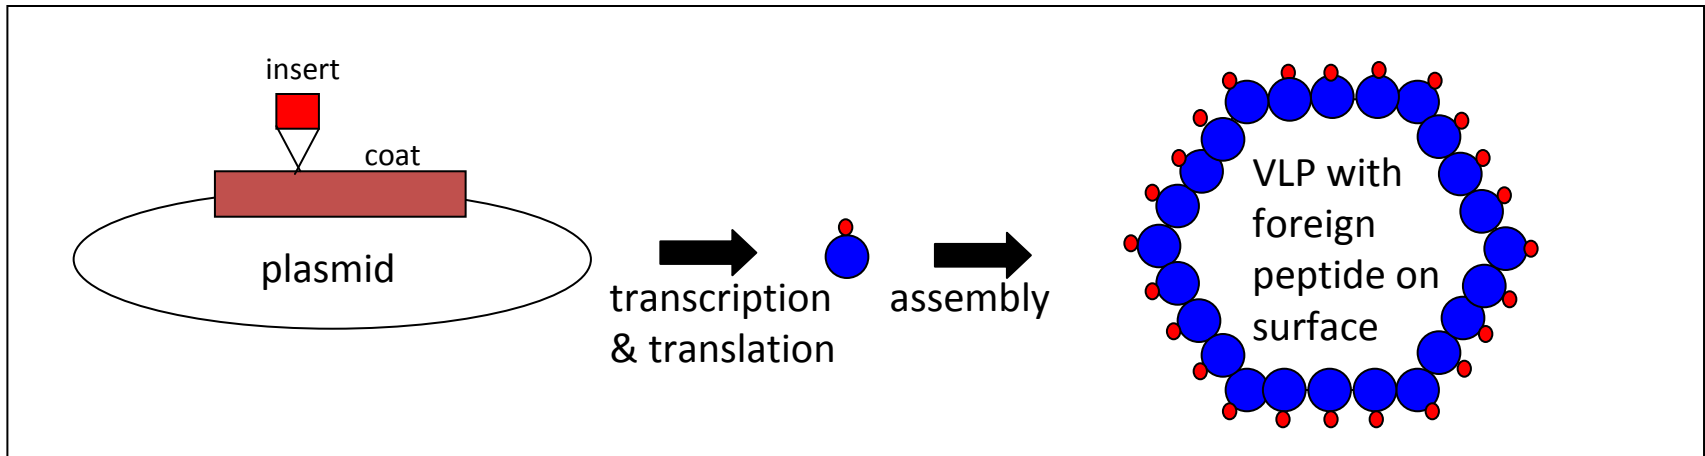 insert
coat
plasmid
transcription
& translation
assembly
VLP with
foreign
peptide on
surface